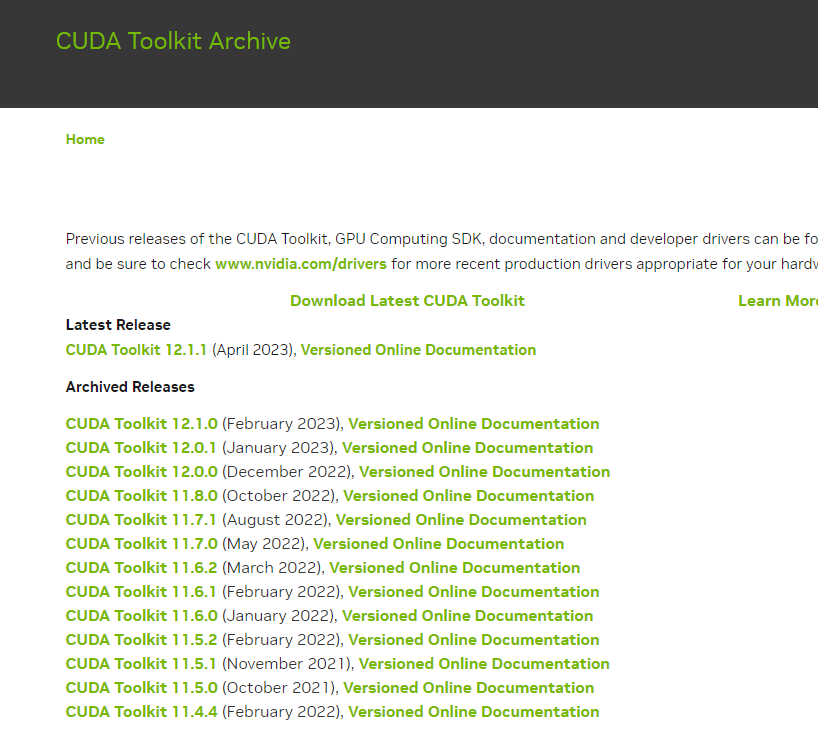 CUDA Toolkit Archive
Home
Previous releases of the CUDA Toolkit, GPU Computing SDK, documentation and developer drivers can be
and be sure to check www.nvidia.com/drivers for more recent production drivers appropriate for your
Download Latest CUDA Toolkit Learn
Latest Release
CUDA Toolkit 12.1.1 (April 2023), Versioned Online Documentation
Archived Releases
CUDA Toolkit 12.1.0 (February 2023), Versioned Online Documentation
CUDA Toolkit 12.0.1 (January 2023), Versioned Online Documentation
CUDA Toolkit 12.0.0 (December 2022), Versioned Online Documentation
CUDA Toolkit 11.8.0 (October 2022), Versioned Online Documentation
CUDA Toolkit 11.7.1 (August 2022), Versioned Online Documentation
CUDA Toolkit 11.7.0 (May 2022), Versioned Online Documentation
CUDA Toolkit 11.6.2 (March 2022), Versioned Online Documentation
CUDA Toolkit 11.6.1 (February 2022), Versioned Online Documentation
CUDA Toolkit 11.6.0 (January 2022), Versioned Online Documentation
CUDA Toolkit 11.5.2 (February 2022), Versioned Online Documentation
CUDA Toolkit 11.5.1 (November 2021), Versioned Online Documentation
CUDA Toolkit 11.5.0 (October 2021), Versioned Online Documentation
CUDA Toolkit 11.4.4 (February 2022), Versioned Online Documentation